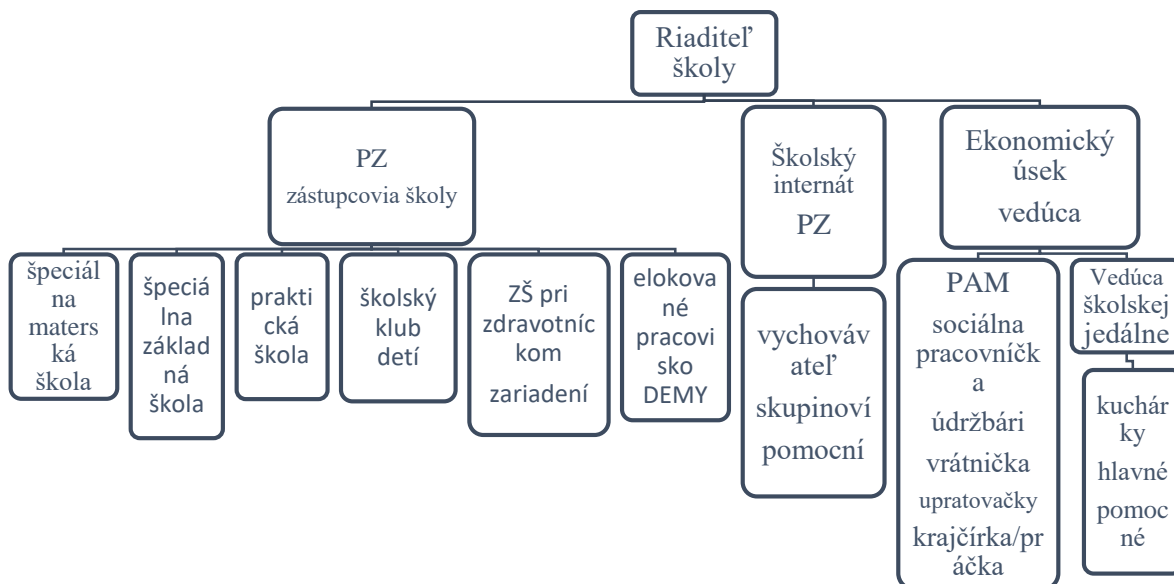 Riaditeľ
školy
PZ
zástupcovia školy
Školský
internát
PZ
Ekonomický
úsek
vedúca
špeciál
na
maters
ká
škola
špeciá
lna
základ
ná
škola
prakti
cká
škola
školský
klub
detí
ZŠ pri
zdravotníc
kom
zariadení
elokova
né
pracovi
sko
DEMY
vychováv
ateľ
skupinoví
pomocní
PAM
sociálna
pracovníčk
a
údržbári
vrátnička
upratovačky
krajčírka/pr
áčka
Vedúca
školskej
jedálne
kuchár
ky
hlavné
pomoc
né